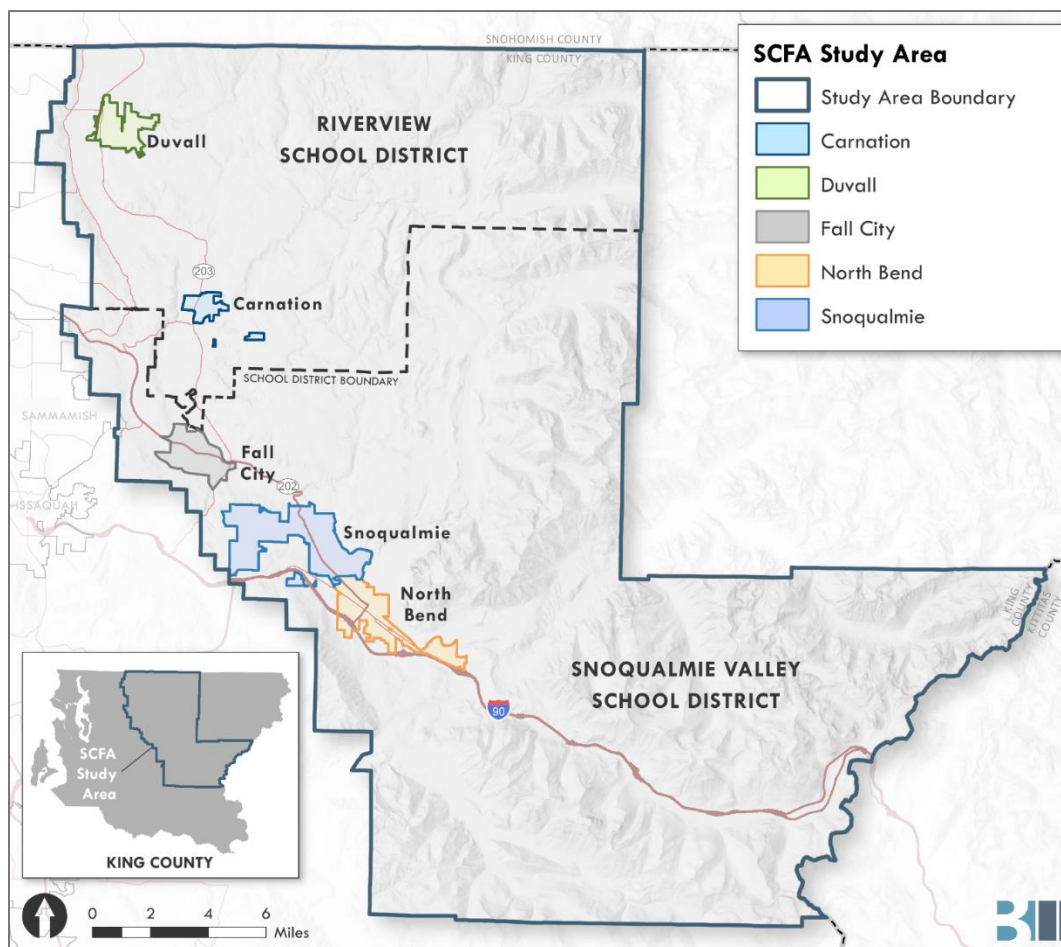 SNOHOMISH COUNTY
KING COUNTY
SCFA Study Area
Study Area Boundary
Carnation
Duvall
Fall City
North Bend
Snoqualmie
Duvall
RIVERVIEW
SCHOOL DISTRICT
203
Carnation
SCHOOL DISTRICT BOUNDARY
SAMMAMISH
Fall
City
ISSAQUAH
202
Snoqualmie
North
Bend
KING
COUNTY
KITTITAS
COUNTY
SNOQUALMIE VALLEY
SCHOOL DISTRICT
90
SCFA
Study
Area
KING COUNTY
0 2 4 6
Miles